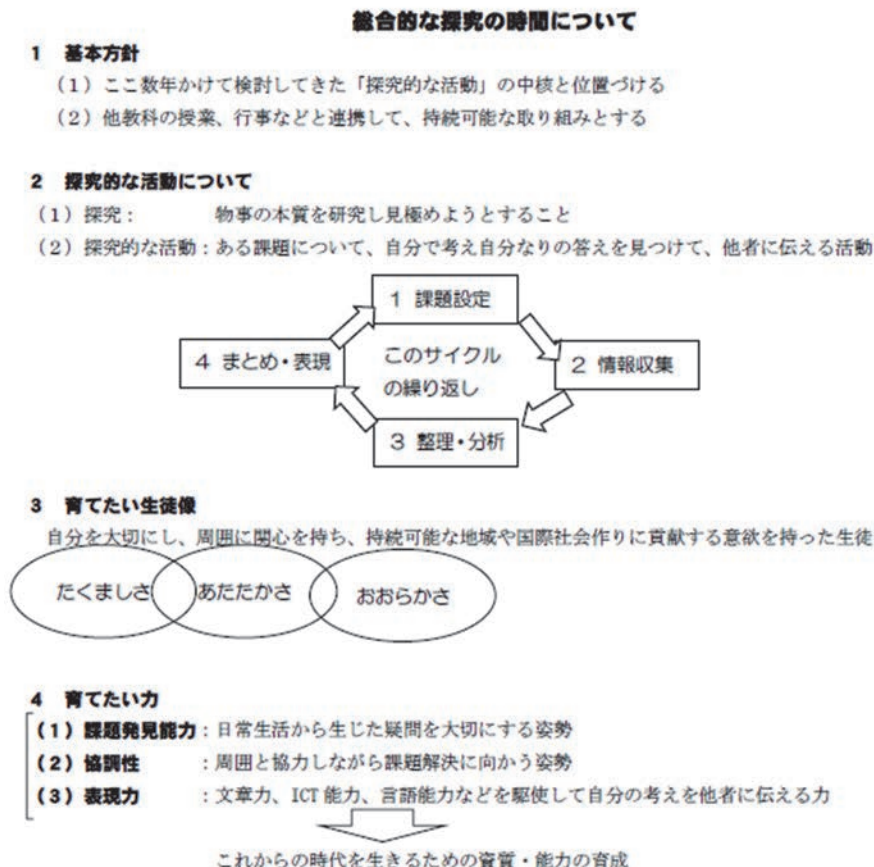 総合的な探究の時間について
1 基本方針
(1)ここ数年かけて検討してきた「探究的な活動」の中核と位置づける
(2)他教科の授業、行事などと連携して、持続可能な取り組みとする
2 探究的な活動について
(1)探究: 物事の本質を研究し見極めようとすること
(2)探究的な活動:ある課題について、自分で考え自分なりの答えを見つけて、他者に伝える活動
1 課題設定
2 情報収集
3 整理・分析
4 まとめ・表現
このサイクル
の繰り返し
3 育てたい生徒像
自分を大切にし、周囲に関心を持ち、持続可能な地域や国際社会作りに貢献する意欲を持った生徒
たくましさ
あたたかさ
おおらかさ
4 育てたい力
(1)課題発見能力:日常生活から生じた疑問を大切にする姿勢
(2)協調性 :周囲と協力しながら課題解決に向かう姿勢
(3)表現力 :文章力、ICT 能力、言語能力などを駆使して自分の考えを他者に伝える力
これからの時代を生きるための資質・能力の育成